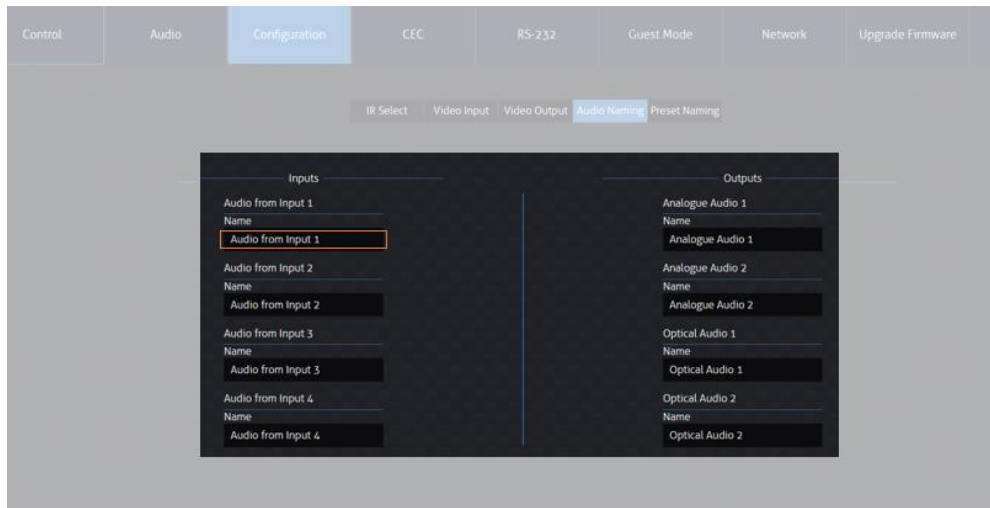 Control Audio Configuration CEC RS-232 Guest Mode Network Upgrade Firmware
IR Select Video Input Video Output Audio Naming Preset Naming
Inputs
Audio from Input 1
Name
Audio from Input 1
Audio from Input 2
Name
Audio from Input 2
Audio from Input 3
Name
Audio from Input 3
Audio from Input 4
Name
Audio from Input 4
Outputs
Analogue Audio 1
Name
Analogue Audio 1
Analogue Audio 2
Name
Analogue Audio 2
Optical Audio 1
Name
Optical Audio 1
Optical Audio 2
Name
Optical Audio 2